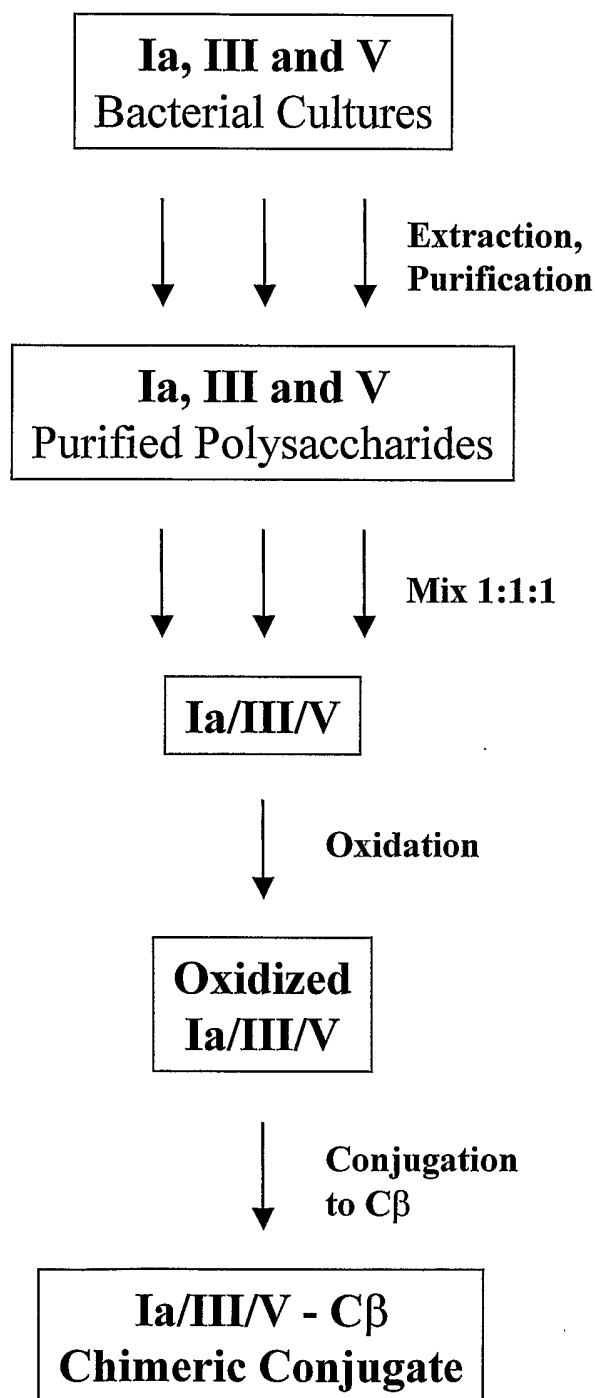 Ia, III and V
Bacterial Cultures
Extraction,
Purification
Ia, III and V
Purified Polysaccharides
Mix 1:1:1
Ia/III/V
Oxidation
Oxidized
Ia/III/V
Conjugation
to Cβ
Ia/III/V - Cβ
Chimeric Conjugate